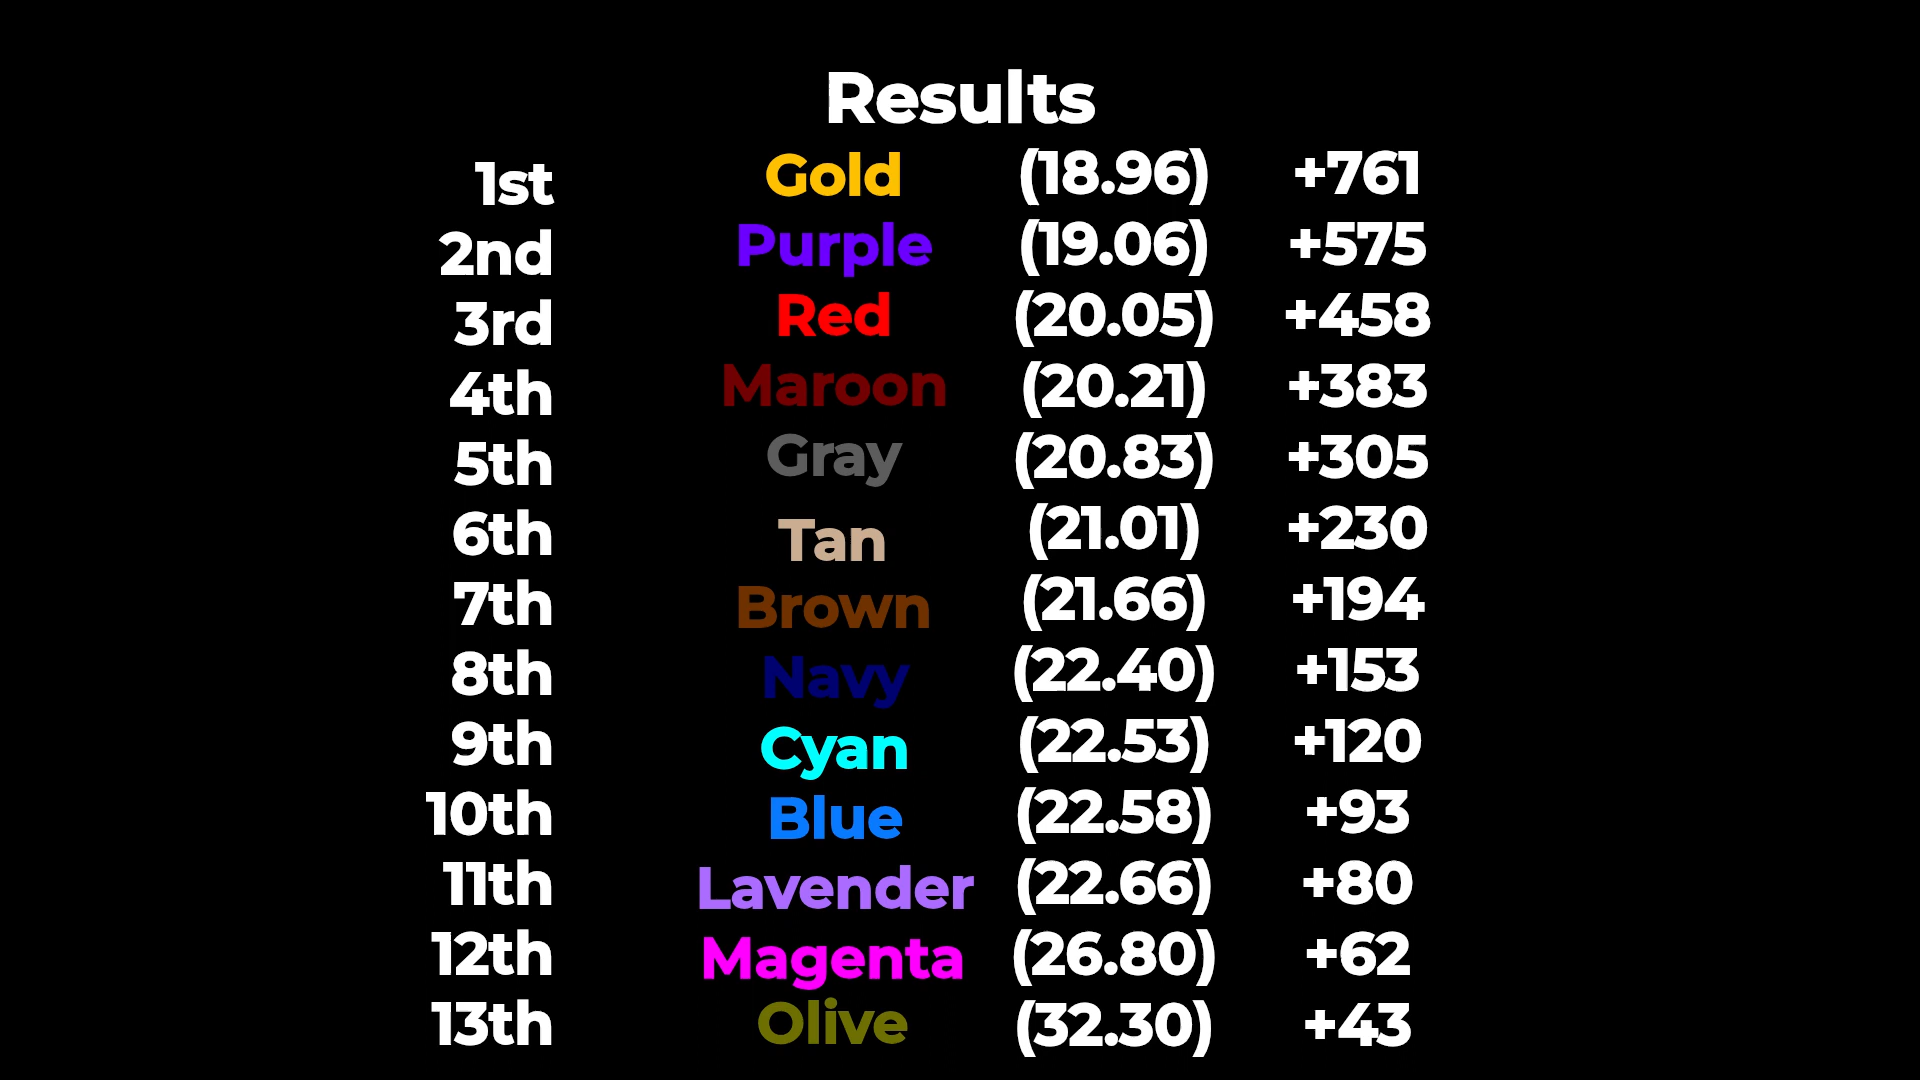 Results
1st Gold (18.96) +761
2nd Purple (19.06) +575
3rd Red (20.05) +458
4th Maroon (20.21) +383
5th Gray (20.83) +305
6th Tan (21.01) +230
7th Brown (21.66) +194
8th Navy (22.40) +153
9th Cyan (22.53) +120
10th Blue (22.58) +93
11th Lavender (22.66) +80
12th Magenta (26.80) +62
13th Olive (32.30) +43